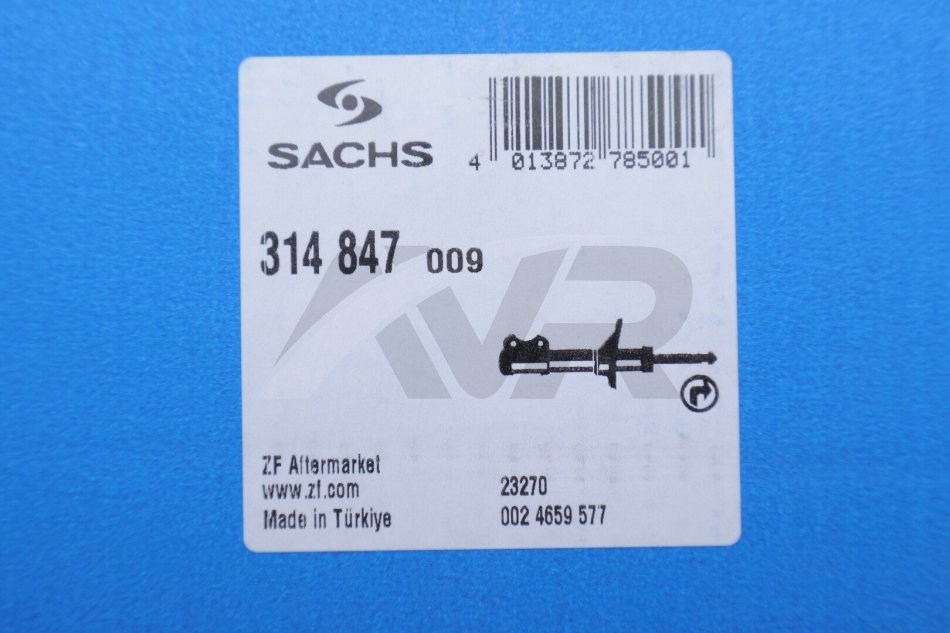 SACHS
4 013872 785001
314 847 009
AVR
ZF Aftermarket
www.zf.com
Made in Türkiye
23270
002 4659 577